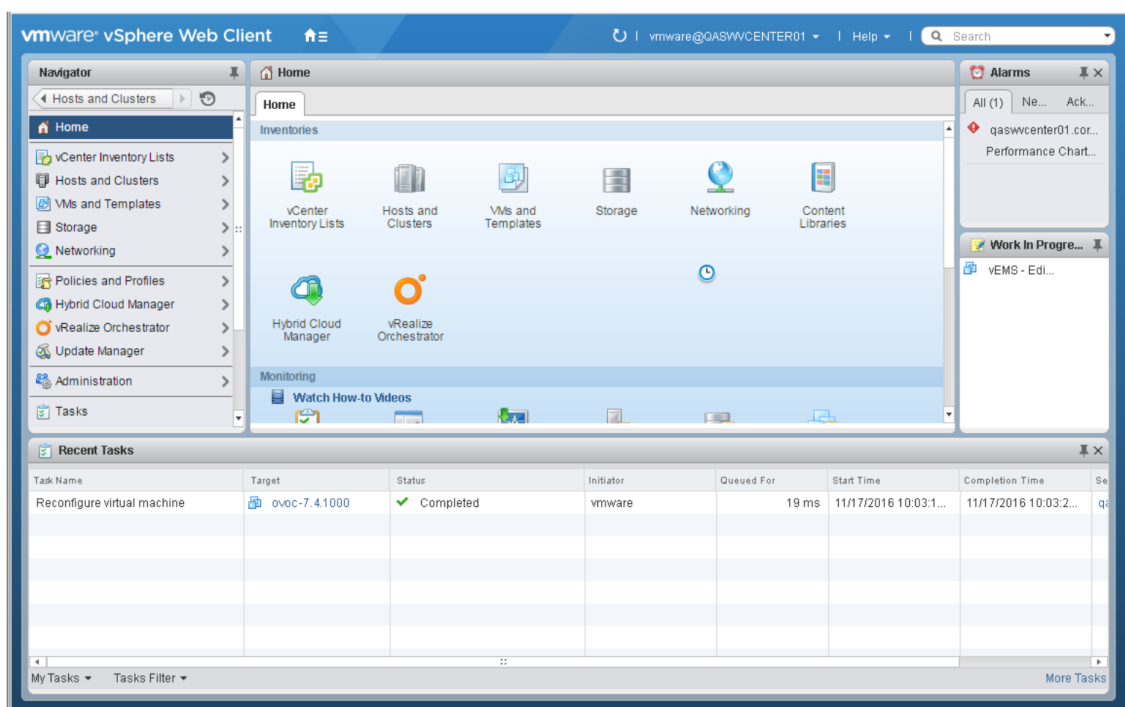 vmware® vSphere Web Client
vmware@QASWVCENTER01
Help
Search
Navigator
Hosts and Clusters
Home
vCenter Inventory Lists
Hosts and Clusters
VMs and Templates
Storage
Networking
Policies and Profiles
Hybrid Cloud Manager
vRealize Orchestrator
Update Manager
Administration
Tasks
Home
Home
Inventories
vCenter
Inventory Lists
Hosts and
Clusters
VMs and
Templates
Storage
Networking
Content
Libraries
Hybrid Cloud
Manager
vRealize
Orchestrator
Monitoring
Watch How-to Videos
Alarms
All (1) Ne... Ack...
qaswvcenter01.cor...
Performance Chart...
Work In Progre...
vEMS - Edi...
Recent Tasks
Task Name Target Status Initiator Queued For Start Time Completion Time Se
Reconfigure virtual machine ovoc-7.4.1000 Completed vmware 19 ms 11/17/2016 10:03:1... 11/17/2016 10:03:2... qa
My Tasks Tasks Filter More Tasks